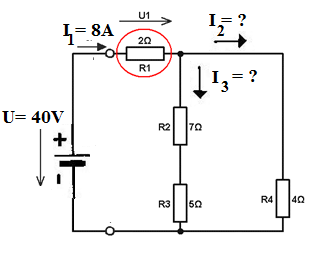 U1
I1 = 8A
I2 = ?
2Ω
R1
I3 = ?
U= 40V
+
-
R2 7Ω
R3 5Ω
R4 4Ω